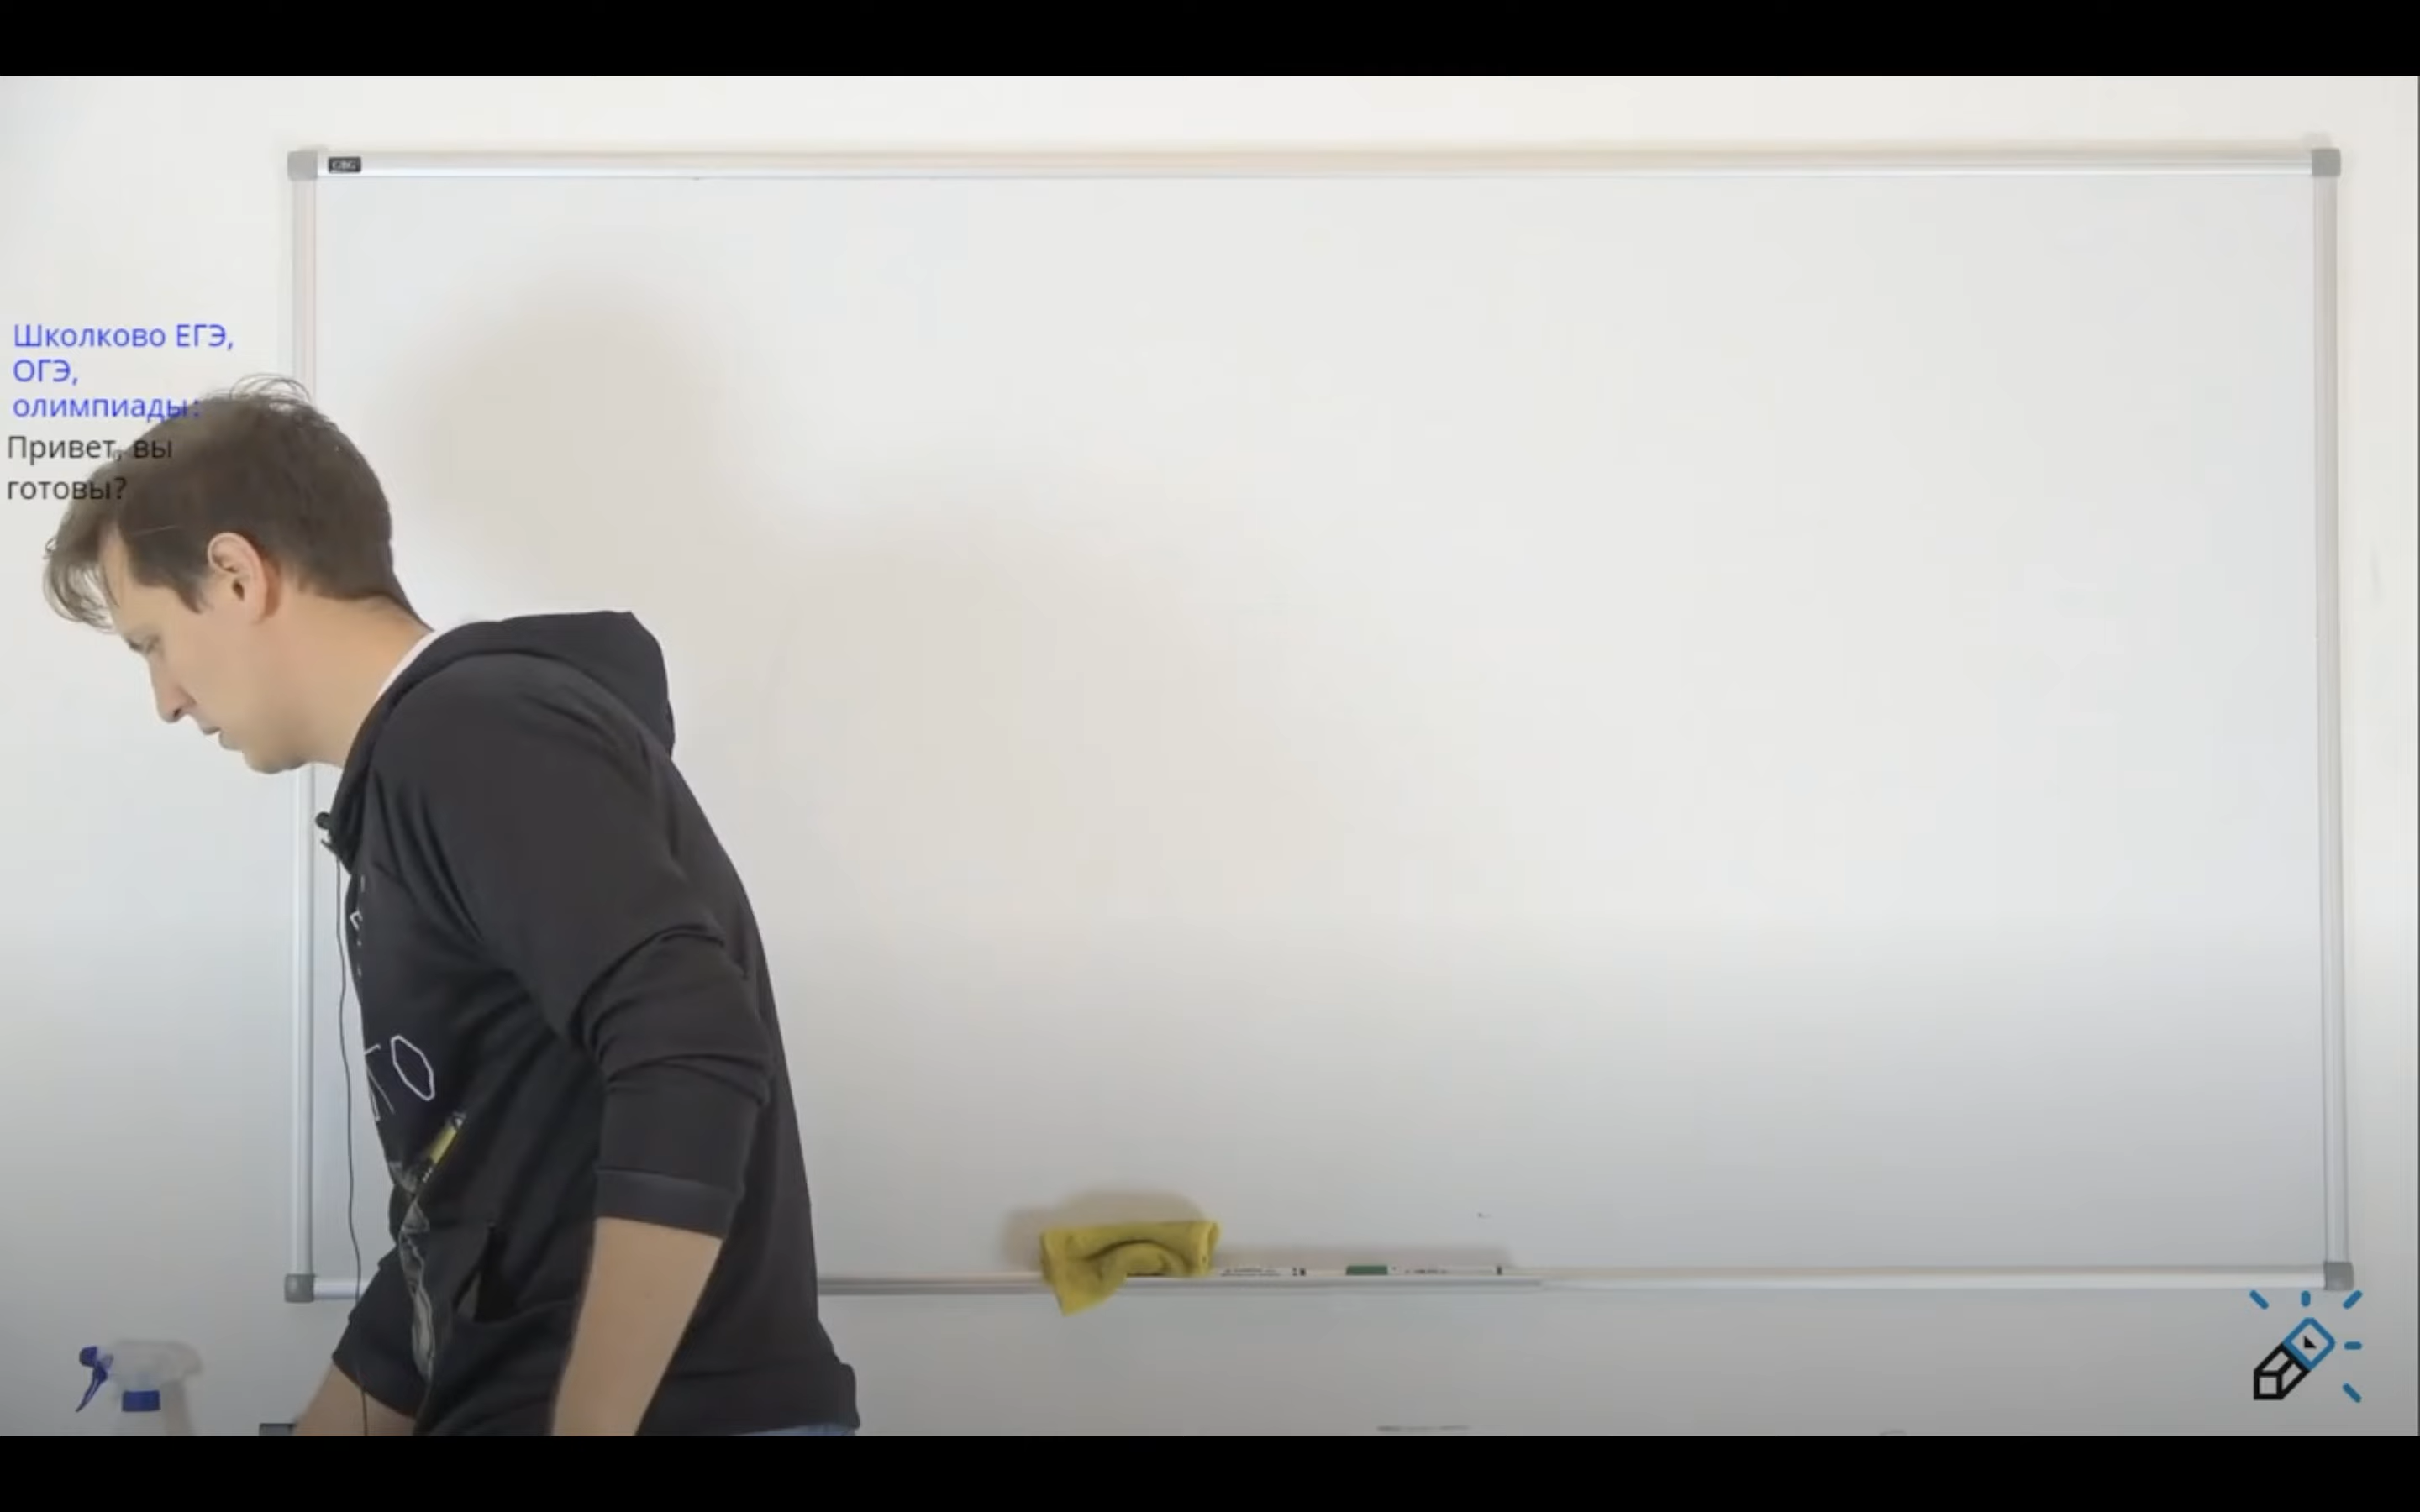 Школково ЕГЭ,
ОГЭ,
олимпиады:
Привет, вы
готовы?